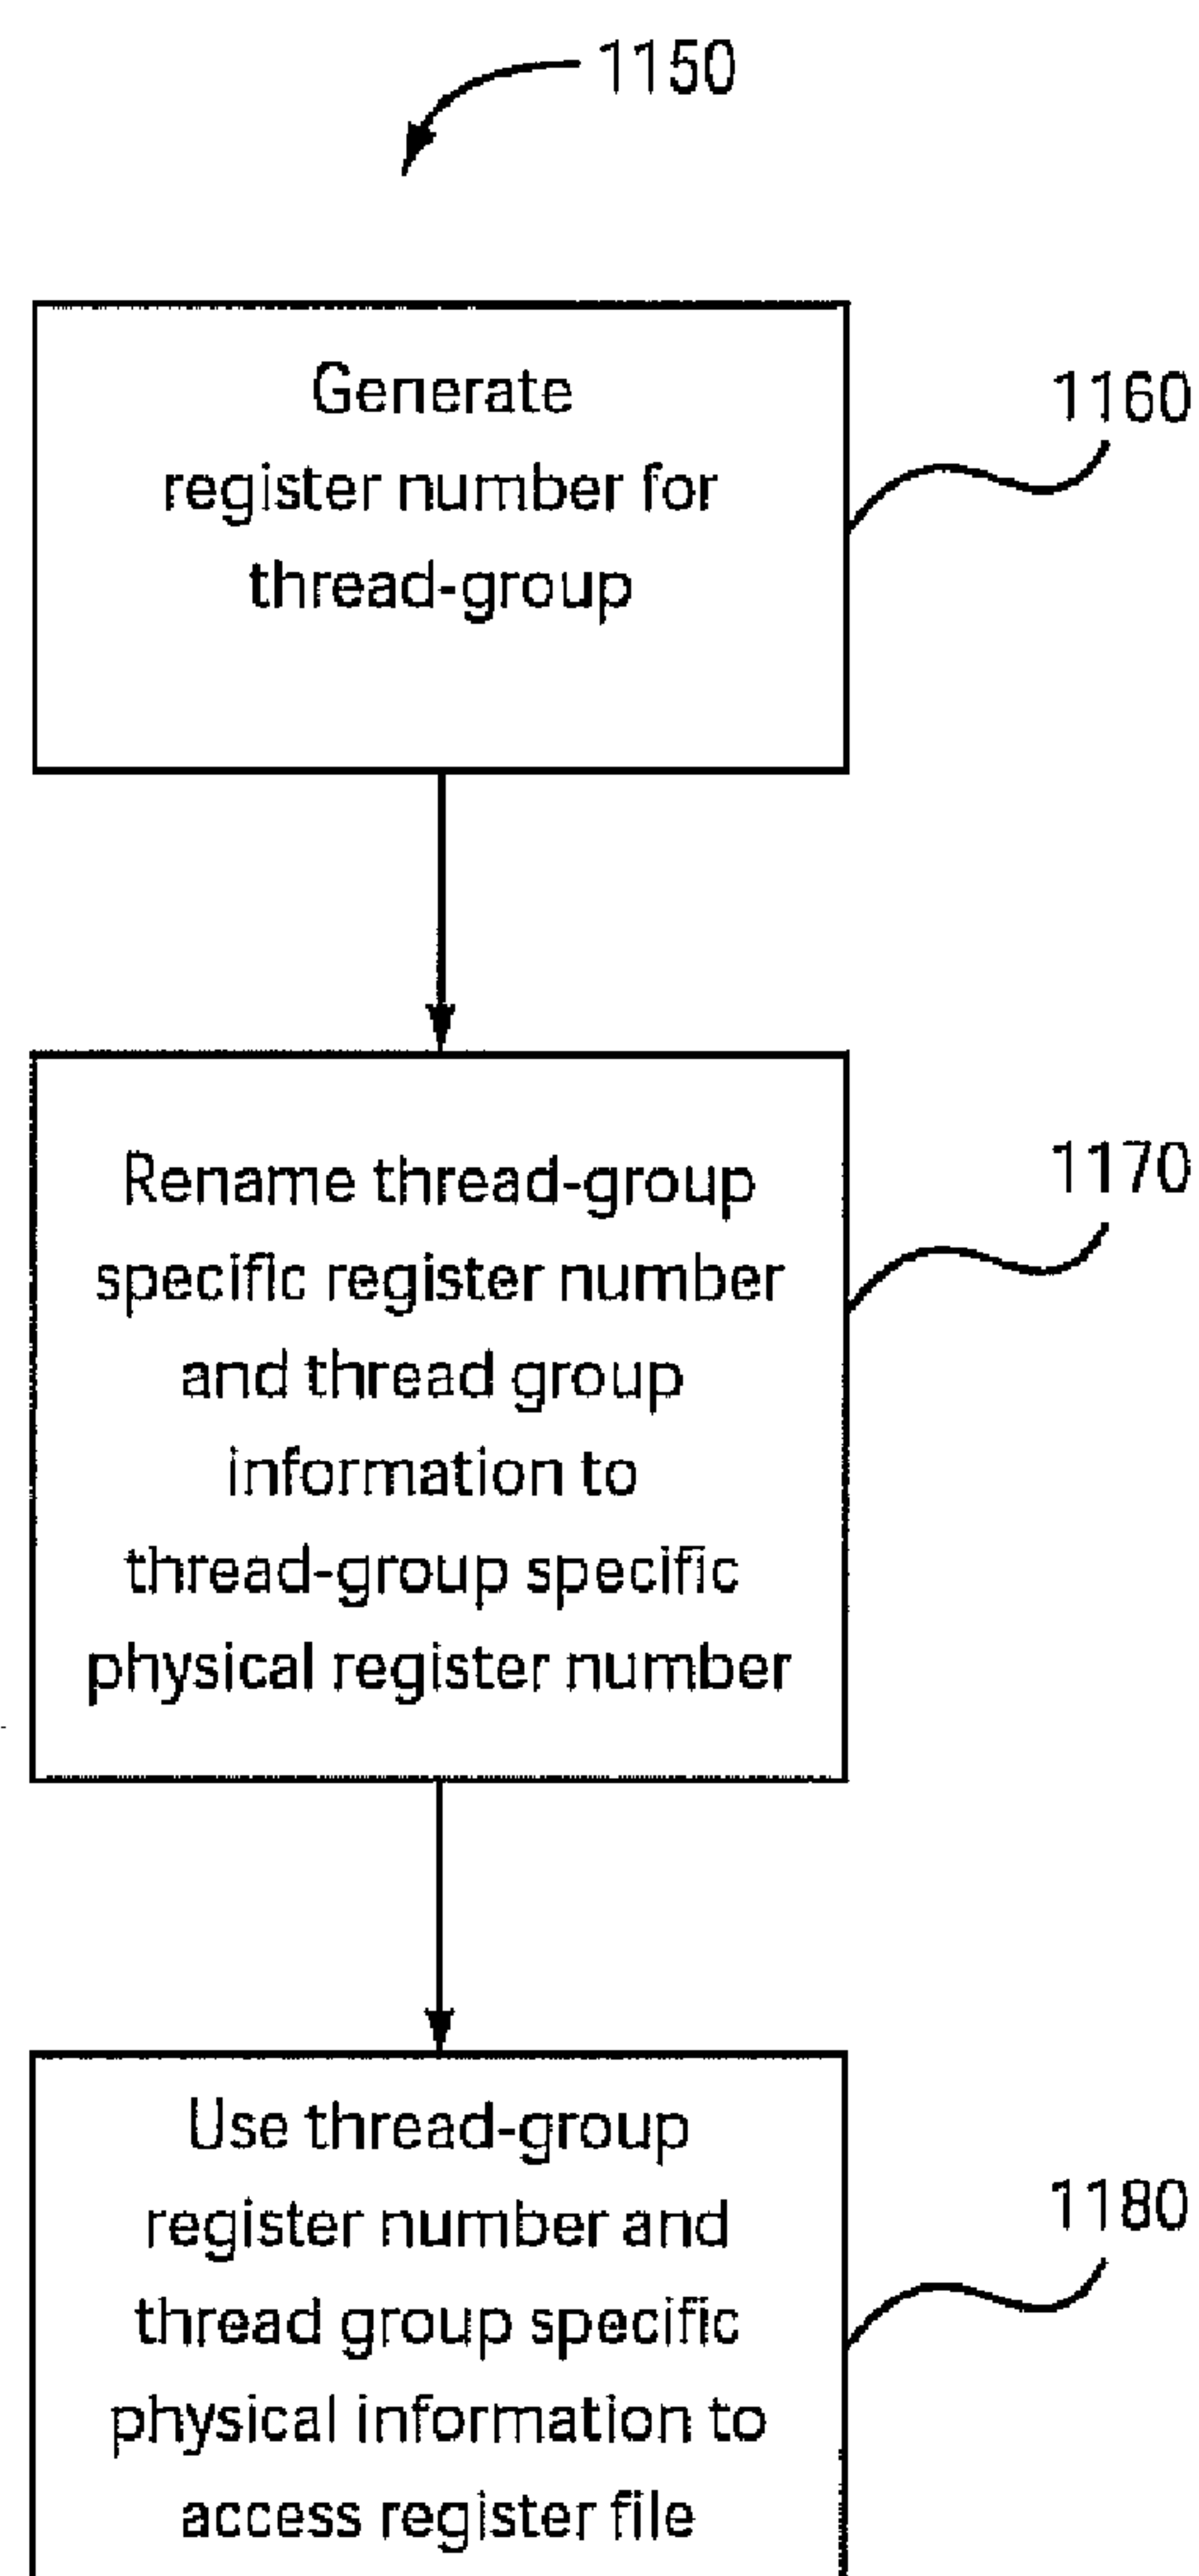 1150
Generate
register number for
thread-group
1160
Rename thread-group
specific register number
and thread group
information to
thread-group specific
physical register number
1170
Use thread-group
register number and
thread group specific
physical information to
access register file
1180